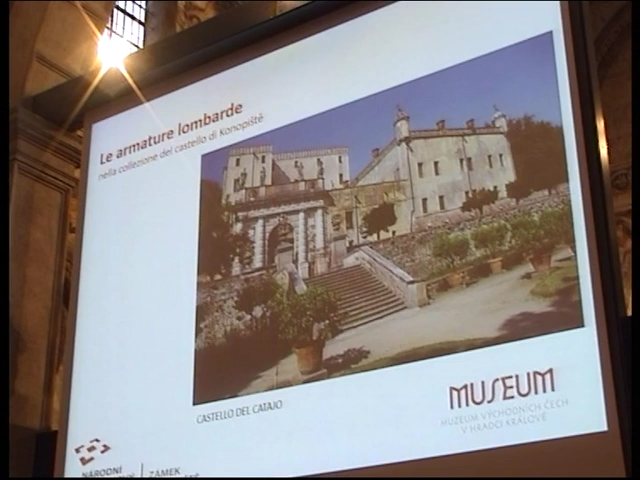 Le armature lombarde
nella collezione del castello di Konopiště
CASTELLO DEL CATAJO
MUSEUM
MUZEUM VÝCHODNÍCH ČECH
V HRADCI KRÁLOVÉ
NÁRODNÍ
ZÁMEK